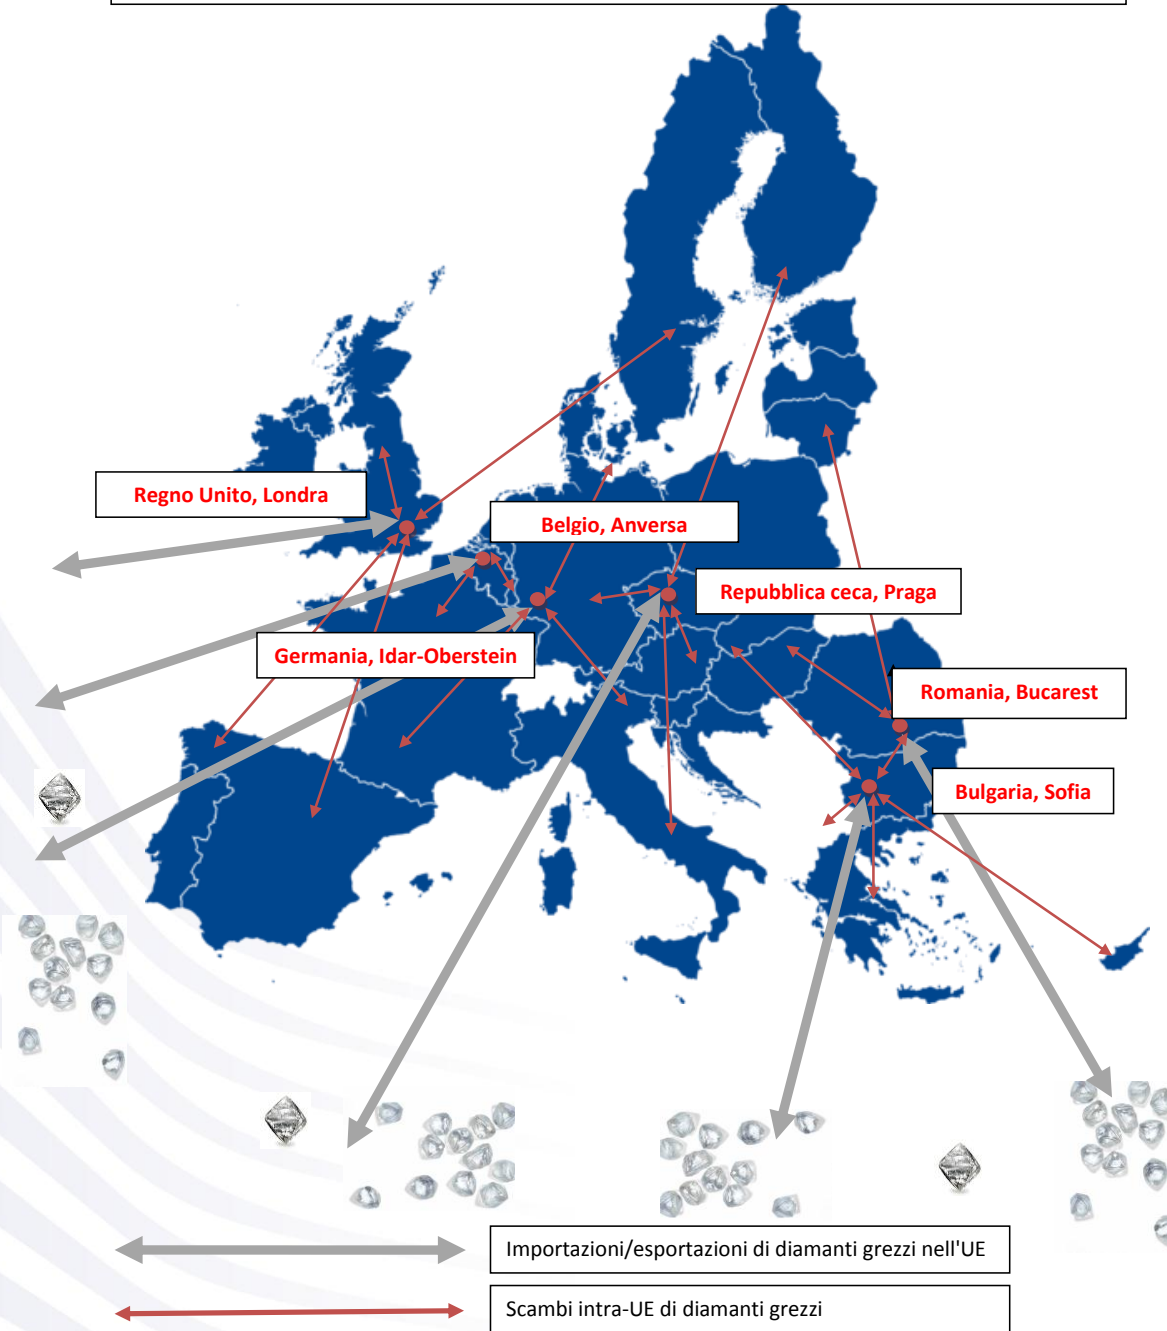 Regno Unito, Londra
Belgio, Anversa
Repubblica ceca, Praga
Germania, Idar-Oberstein
Romania, Bucarest
Bulgaria, Sofia
Importazioni/esportazioni di diamanti grezzi nell'UE
Scambi intra-UE di diamanti grezzi